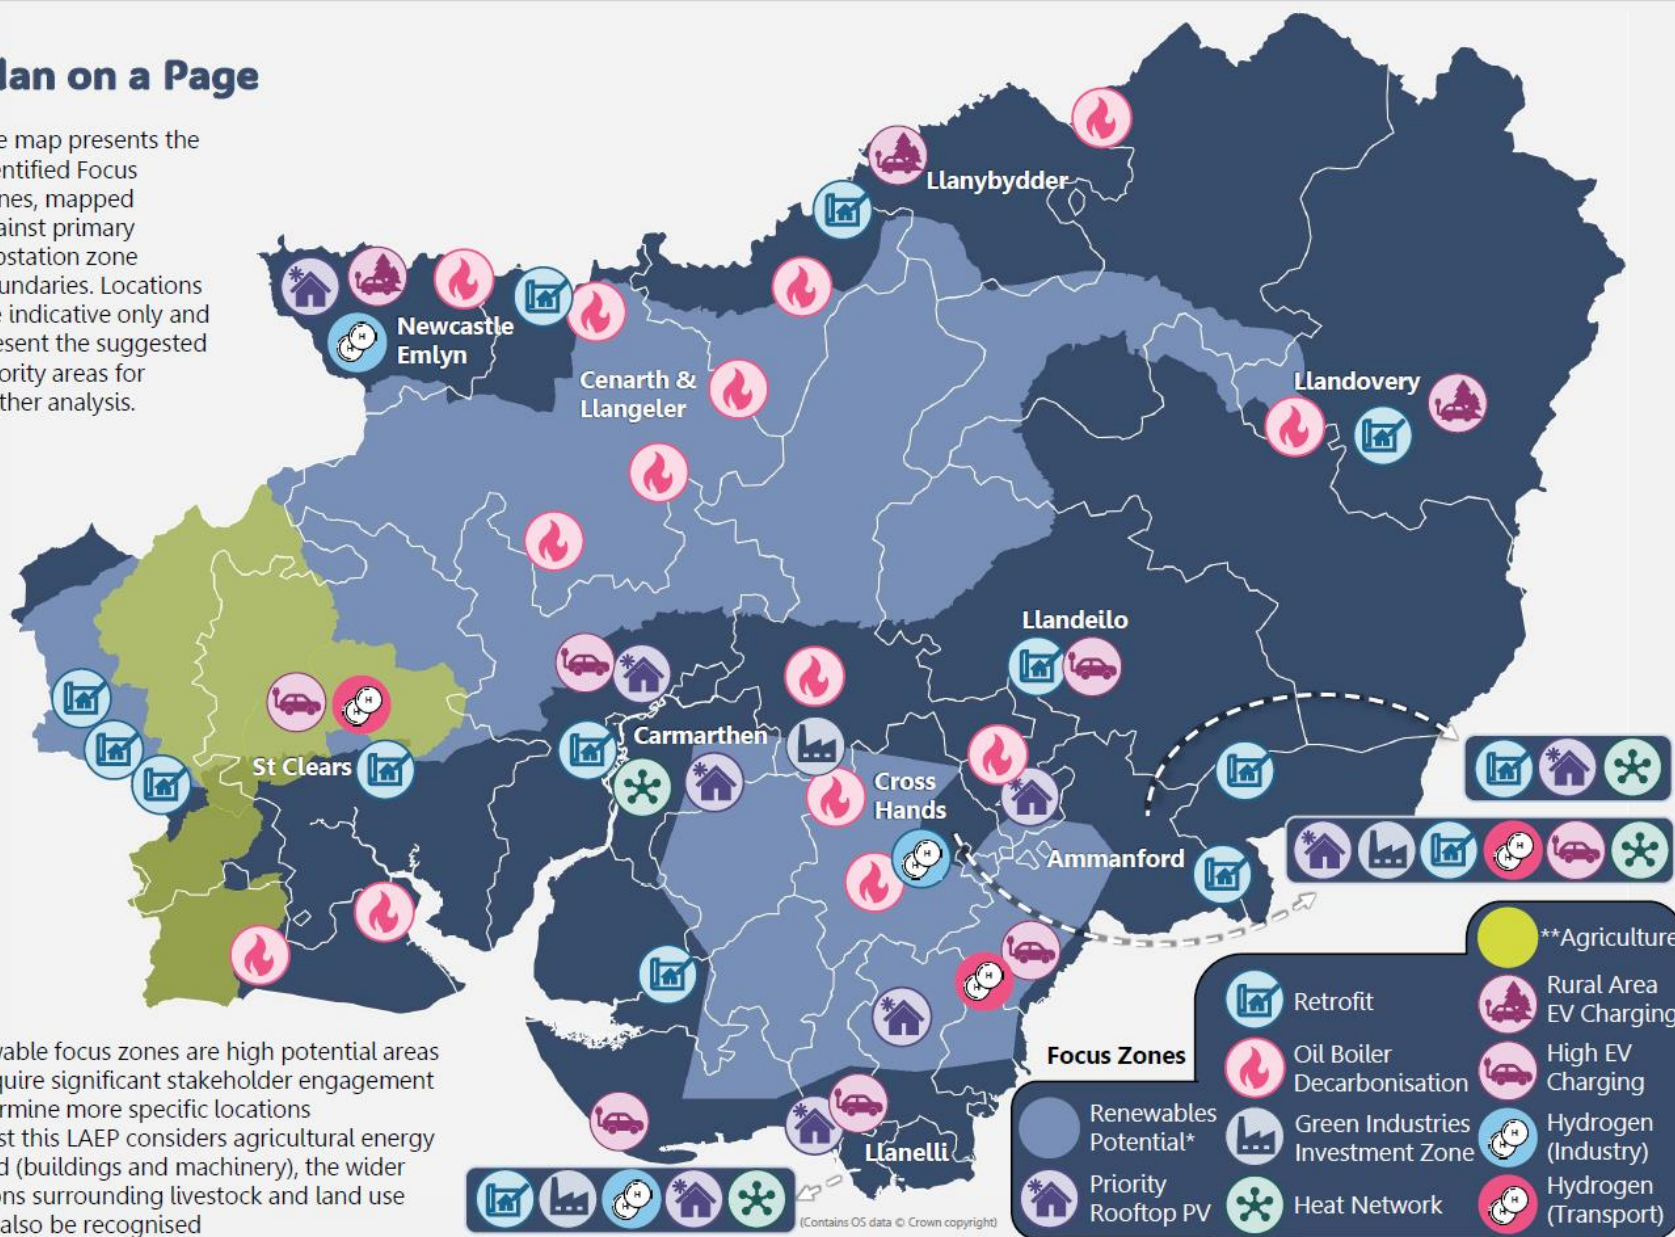 lan on a Page
e map presents the
entified Focus
nes, mapped
ainst primary
bstation zone
undaries. Locations
e indicative only and
resent the suggested
ority areas for
ther analysis.
Llanybydder
Newcastle
Emlyn
Cenarth &
Llangeler
Llandovery
Llandeilo
Carmarthen
St Clears
Cross
Hands
Ammanford
Llanelli
wable focus zones are high potential areas
quire significant stakeholder engagement
ermine more specific locations
st this LAEP considers agricultural energy
d (buildings and machinery), the wider
ons surrounding livestock and land use
also be recognised
(Contains OS data © Crown copyright)
Focus Zones
Renewables
Potential*
Priority
Rooftop PV
Retrofit
Oil Boiler
Decarbonisation
Green Industries
Investment Zone
Heat Network
**Agriculture
Rural Area
EV Charging
High EV
Charging
Hydrogen
(Industry)
Hydrogen
(Transport)